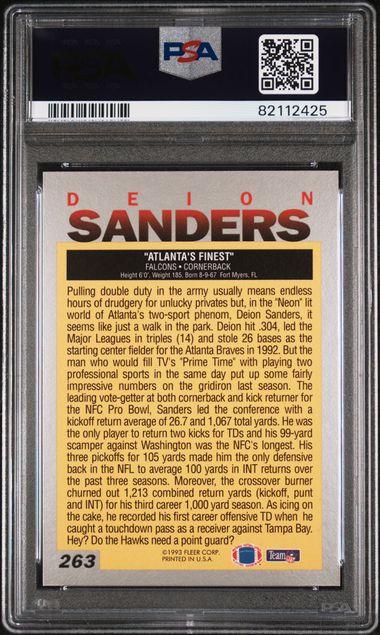 PSA
PSA
82112425
DEION
SANDERS
"ATLANTA'S FINEST"
FALCONS • CORNERBACK
Height 6'0", Weight 185, Born 8-9-67 Fort Myers, FL
Pulling double duty in the army usually means endless
hours of drudgery for unlucky privates but, in the "Neon" lit
world of Atlanta's two-sport phenom, Deion Sanders, it
seems like just a walk in the park. Deion hit .304, led the
Major Leagues in triples (14) and stole 26 bases as the
starting center fielder for the Atlanta Braves in 1992. But the
man who would fill TV's "Prime Time" with playing two
professional sports in the same day put up some fairly
impressive numbers on the gridiron last season. The
leading vote-getter at both cornerback and kick returner for
the NFC Pro Bowl, Sanders led the conference with a
kickoff return average of 26.7 and 1,067 total yards. He was
the only player to return two kicks for TDs and his 99-yard
scamper against Washington was the NFC's longest. His
three pickoffs for 105 yards made him the only defensive
back in the NFL to average 100 yards in INT returns over
the past three seasons. Moreover, the crossover burner
churned out 1,213 combined return yards (kickoff, punt
and INT) for his third career 1,000 yard season. As icing on
the cake, he recorded his first career offensive TD when he
caught a touchdown pass as a receiver against Tampa Bay.
Hey? Do the Hawks need a point guard?
263
©1993 FLEER CORP.
PRINTED IN U.S.A.
Team NFL